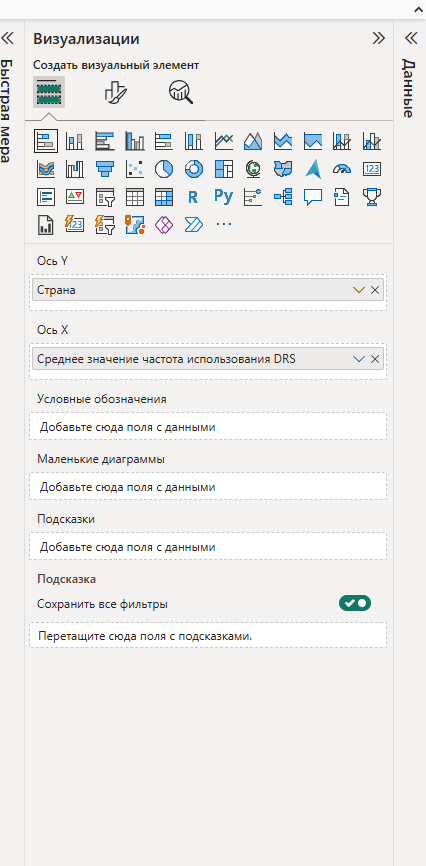 Визуализации
Создать визуальный элемент
Быстрая мера
Данные
123
R
Py
123
Ось Y
Страна
Ось X
Среднее значение частота использования DRS
Условные обозначения
Добавьте сюда поля с данными
Маленькие диаграммы
Добавьте сюда поля с данными
Подсказки
Добавьте сюда поля с данными
Подсказка
Сохранить все фильтры
Перетащите сюда поля с подсказками.